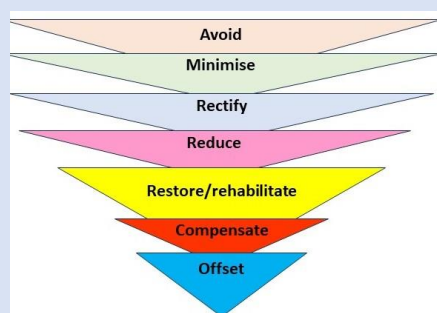 Avoid
Minimise
Rectify
Reduce
Restore/rehabilitate
Compensate
Offset